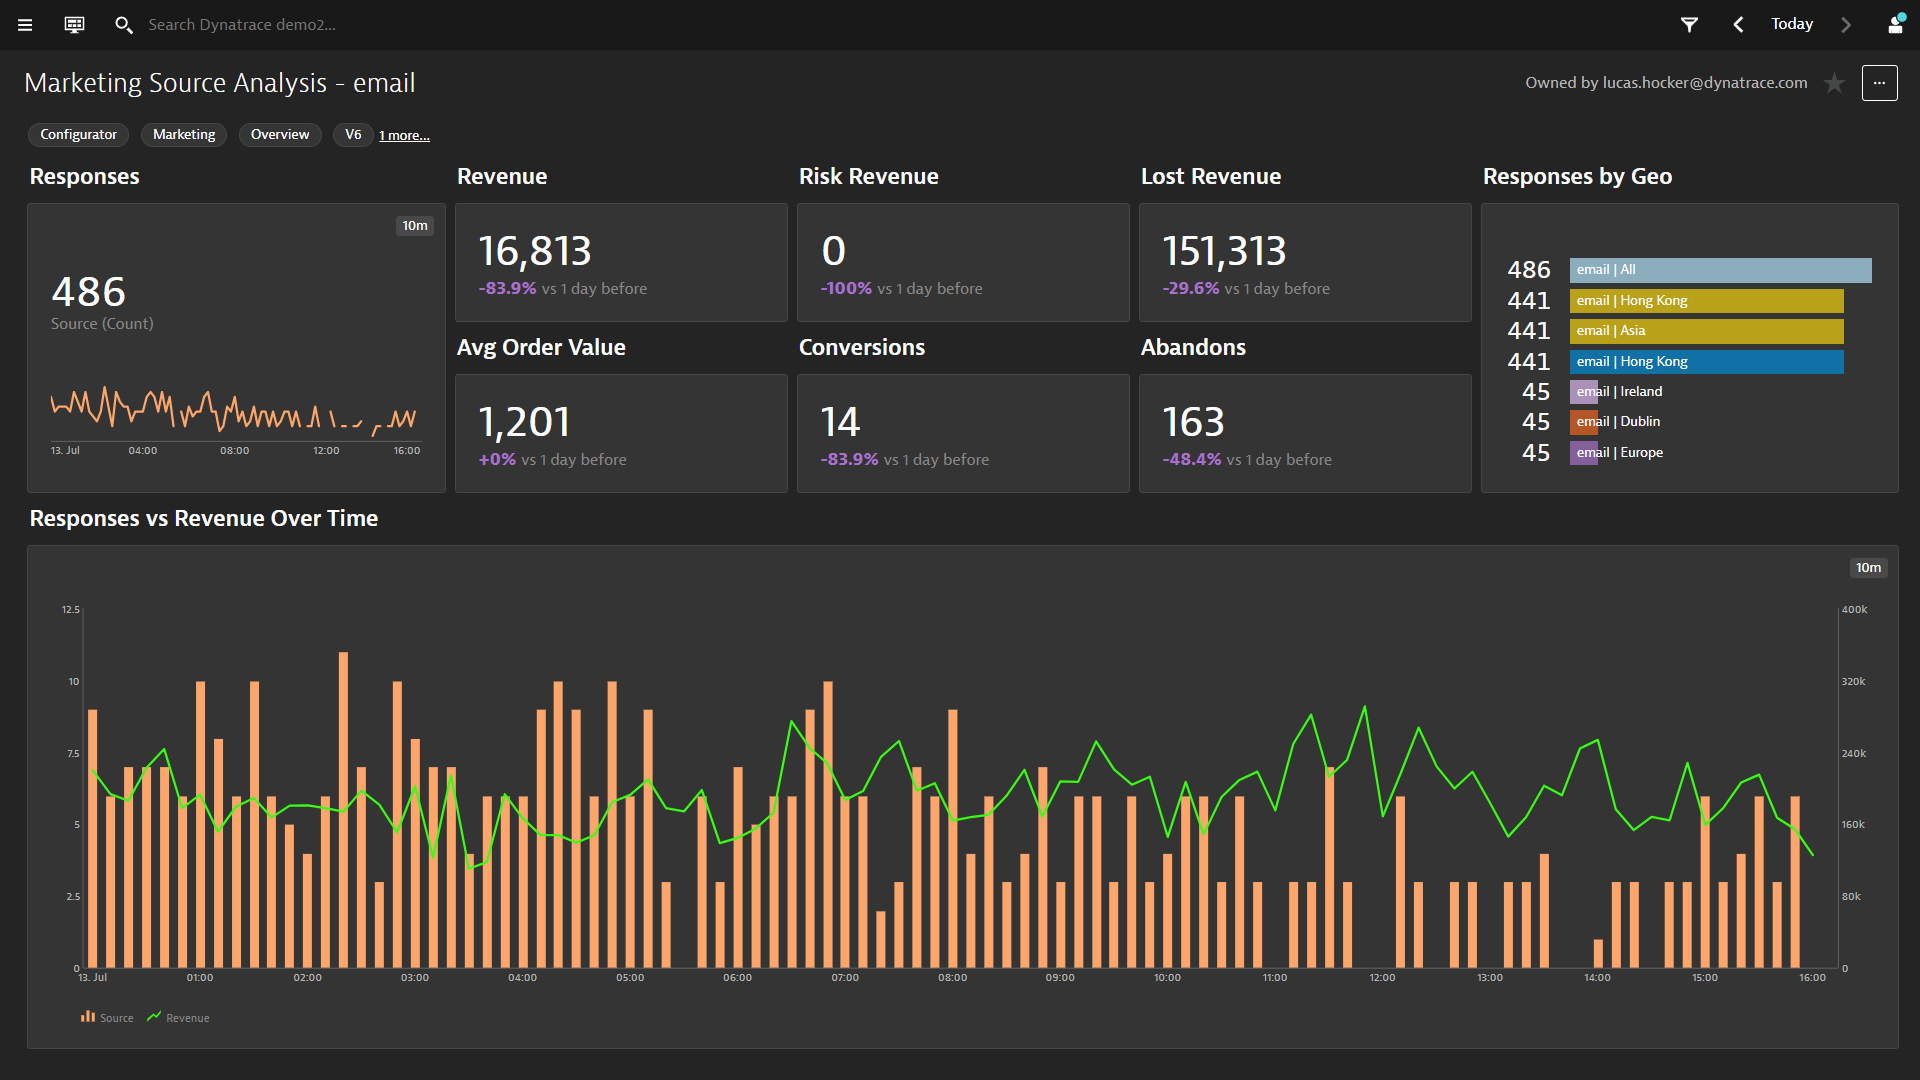 Search Dynatrace demo2...
Today
Marketing Source Analysis - email
Owned by lucas.hocker@dynatrace.com
...
Configurator Marketing Overview V6 1 more...
Responses
10m
486
Source (Count)
13. Jul 04:00 08:00 12:00 16:00
Revenue
16,813
-83.9% vs 1 day before
Risk Revenue
0
-100% vs 1 day before
Lost Revenue
151,313
-29.6% vs 1 day before
Avg Order Value
1,201
+0% vs 1 day before
Conversions
14
-83.9% vs 1 day before
Abandons
163
-48.4% vs 1 day before
Responses by Geo
486 email | All
441 email | Hong Kong
441 email | Asia
441 email | Hong Kong
45 email | Ireland
45 email | Dublin
45 email | Europe
Responses vs Revenue Over Time
10m
12.5 400k
10 320k
7.5 240k
5 160k
2.5 80k
0 0
13. Jul 01:00 02:00 03:00 04:00 05:00 06:00 07:00 08:00 09:00 10:00 11:00 12:00 13:00 14:00 15:00 16:00
Source Revenue